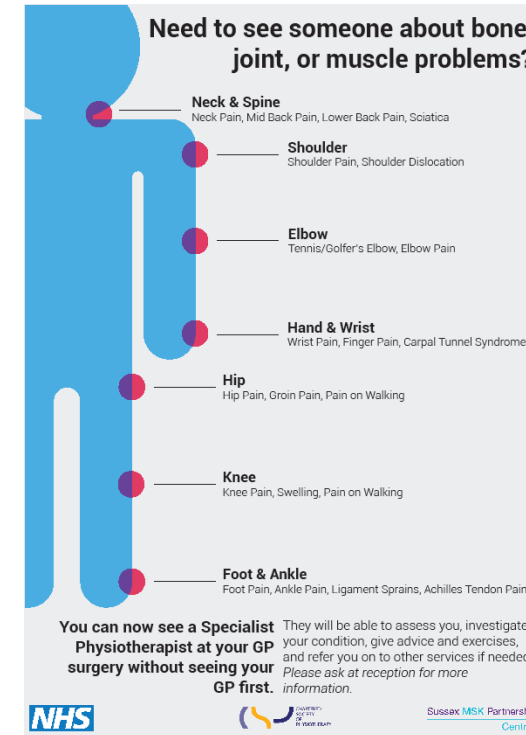 Need to see someone about bone
joint, or muscle problems?
Neck & Spine
Neck Pain, Mid Back Pain, Lower Back Pain, Sciatica
Shoulder
Shoulder Pain, Shoulder Dislocation
Elbow
Tennis/Golfer's Elbow, Elbow Pain
Hand & Wrist
Wrist Pain, Finger Pain, Carpal Tunnel Syndrome
Hip
Hip Pain, Groin Pain, Pain on Walking
Knee
Knee Pain, Swelling, Pain on Walking
Foot & Ankle
Foot Pain, Ankle Pain, Ligament Sprains, Achilles Tendon Pain
You can now see a Specialist
Physiotherapist at your GP
surgery without seeing your
GP first.
They will be able to assess you, investigate
your condition, give advice and exercises,
and refer you on to other services if needed
Please ask at reception for more
information.
NHS
SOCIETY
OF
Sussex MSK Partnersh
Centr